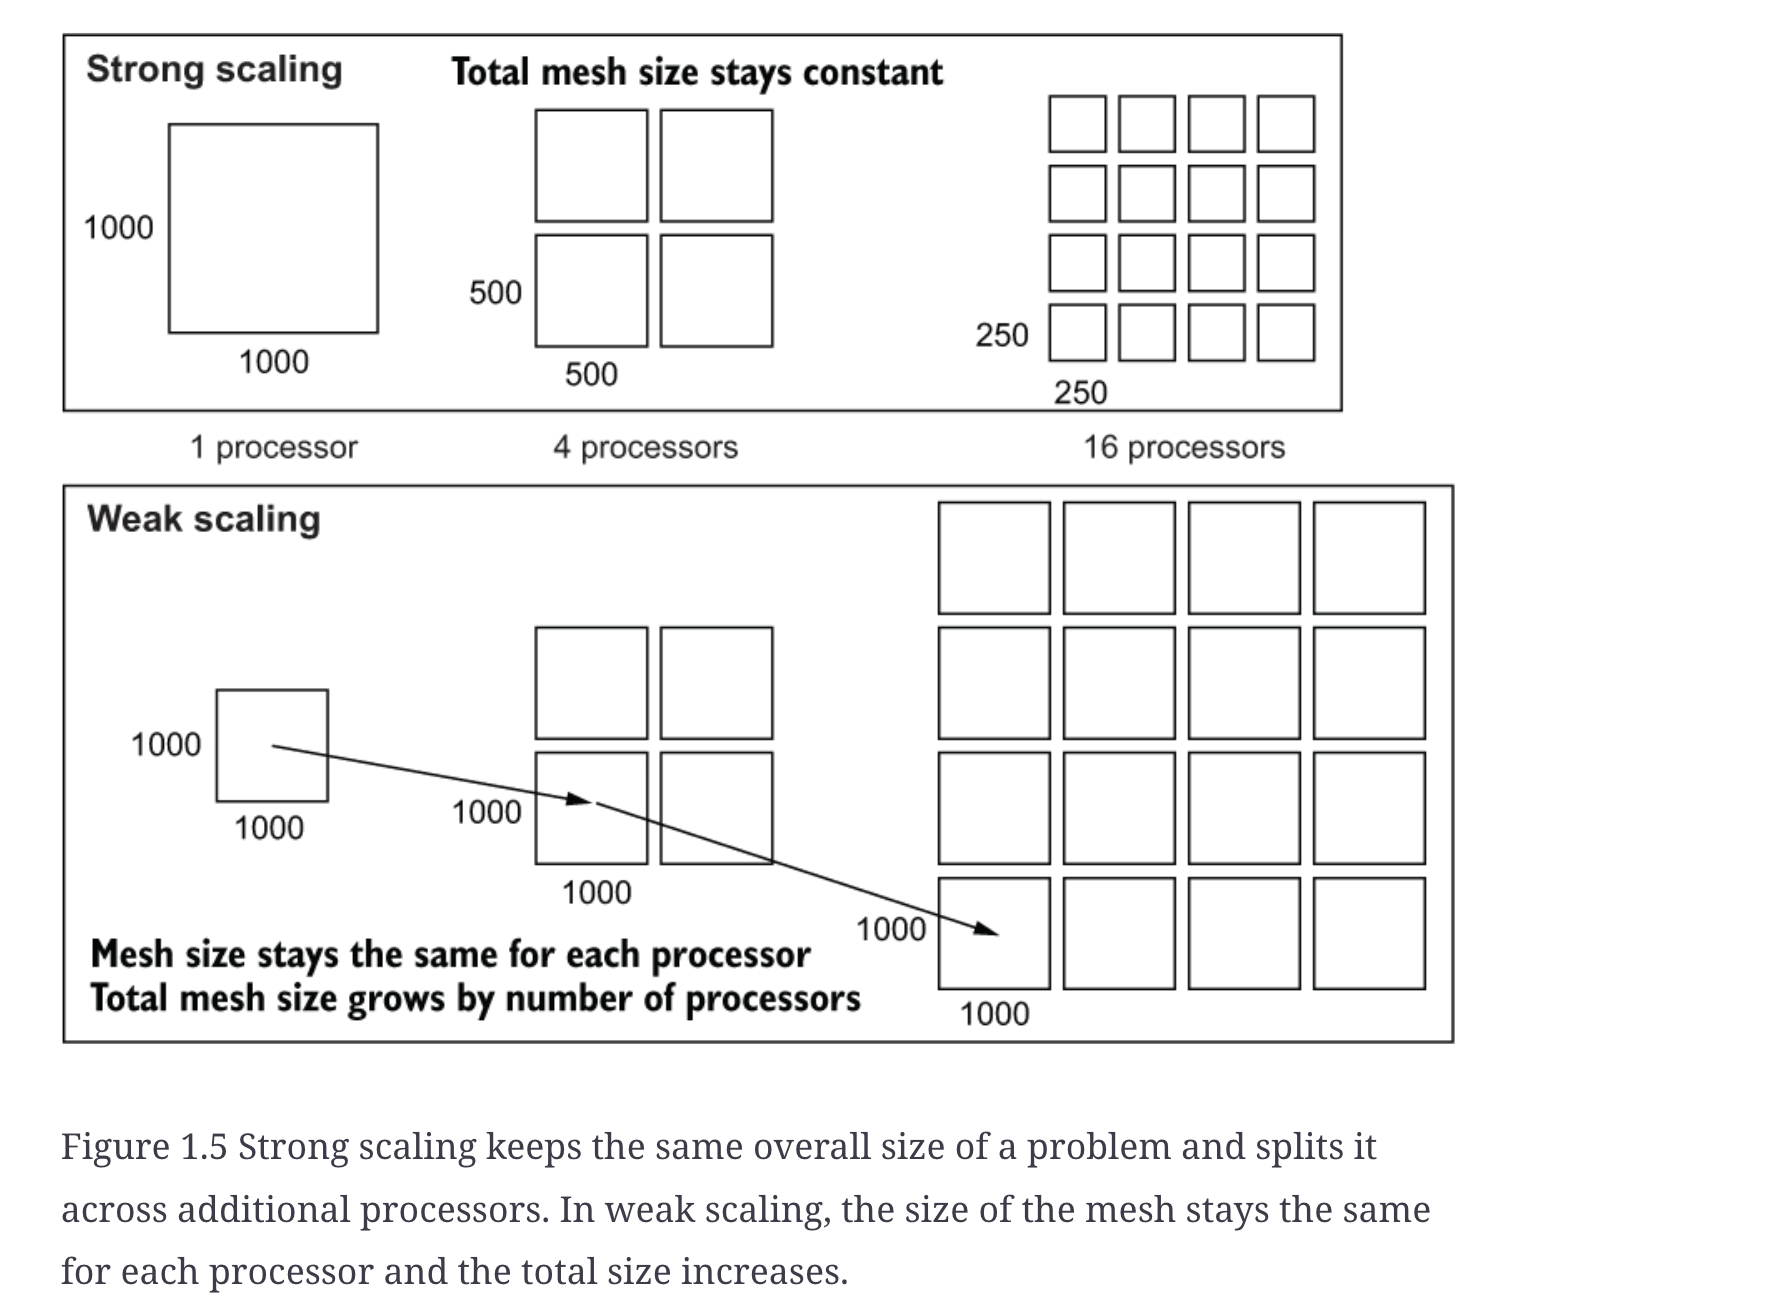 Strong scaling
Total mesh size stays constant
1000
1000
500
500
250
250
1 processor
4 processors
16 processors
Weak scaling
1000
1000
1000
1000
1000
1000
Mesh size stays the same for each processor
Total mesh size grows by number of processors
Figure 1.5 Strong scaling keeps the same overall size of a problem and splits it
across additional processors. In weak scaling, the size of the mesh stays the same
for each processor and the total size increases.